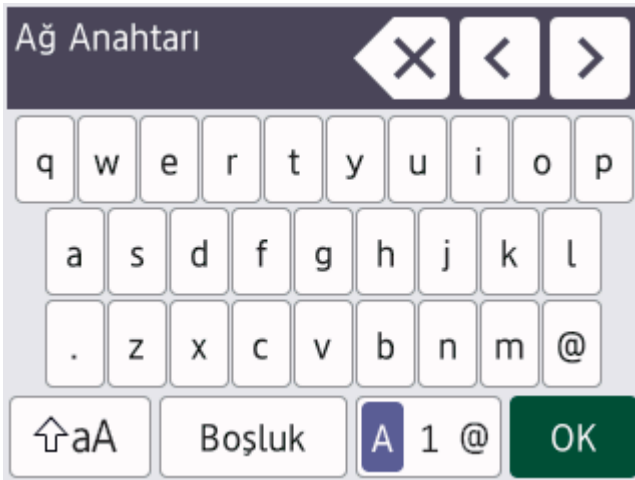 Ağ Anahtarı
q w e r t y u i o p
a s d f g h j k l
. z x c v b n m @
aA Boşluk A 1 @ OK